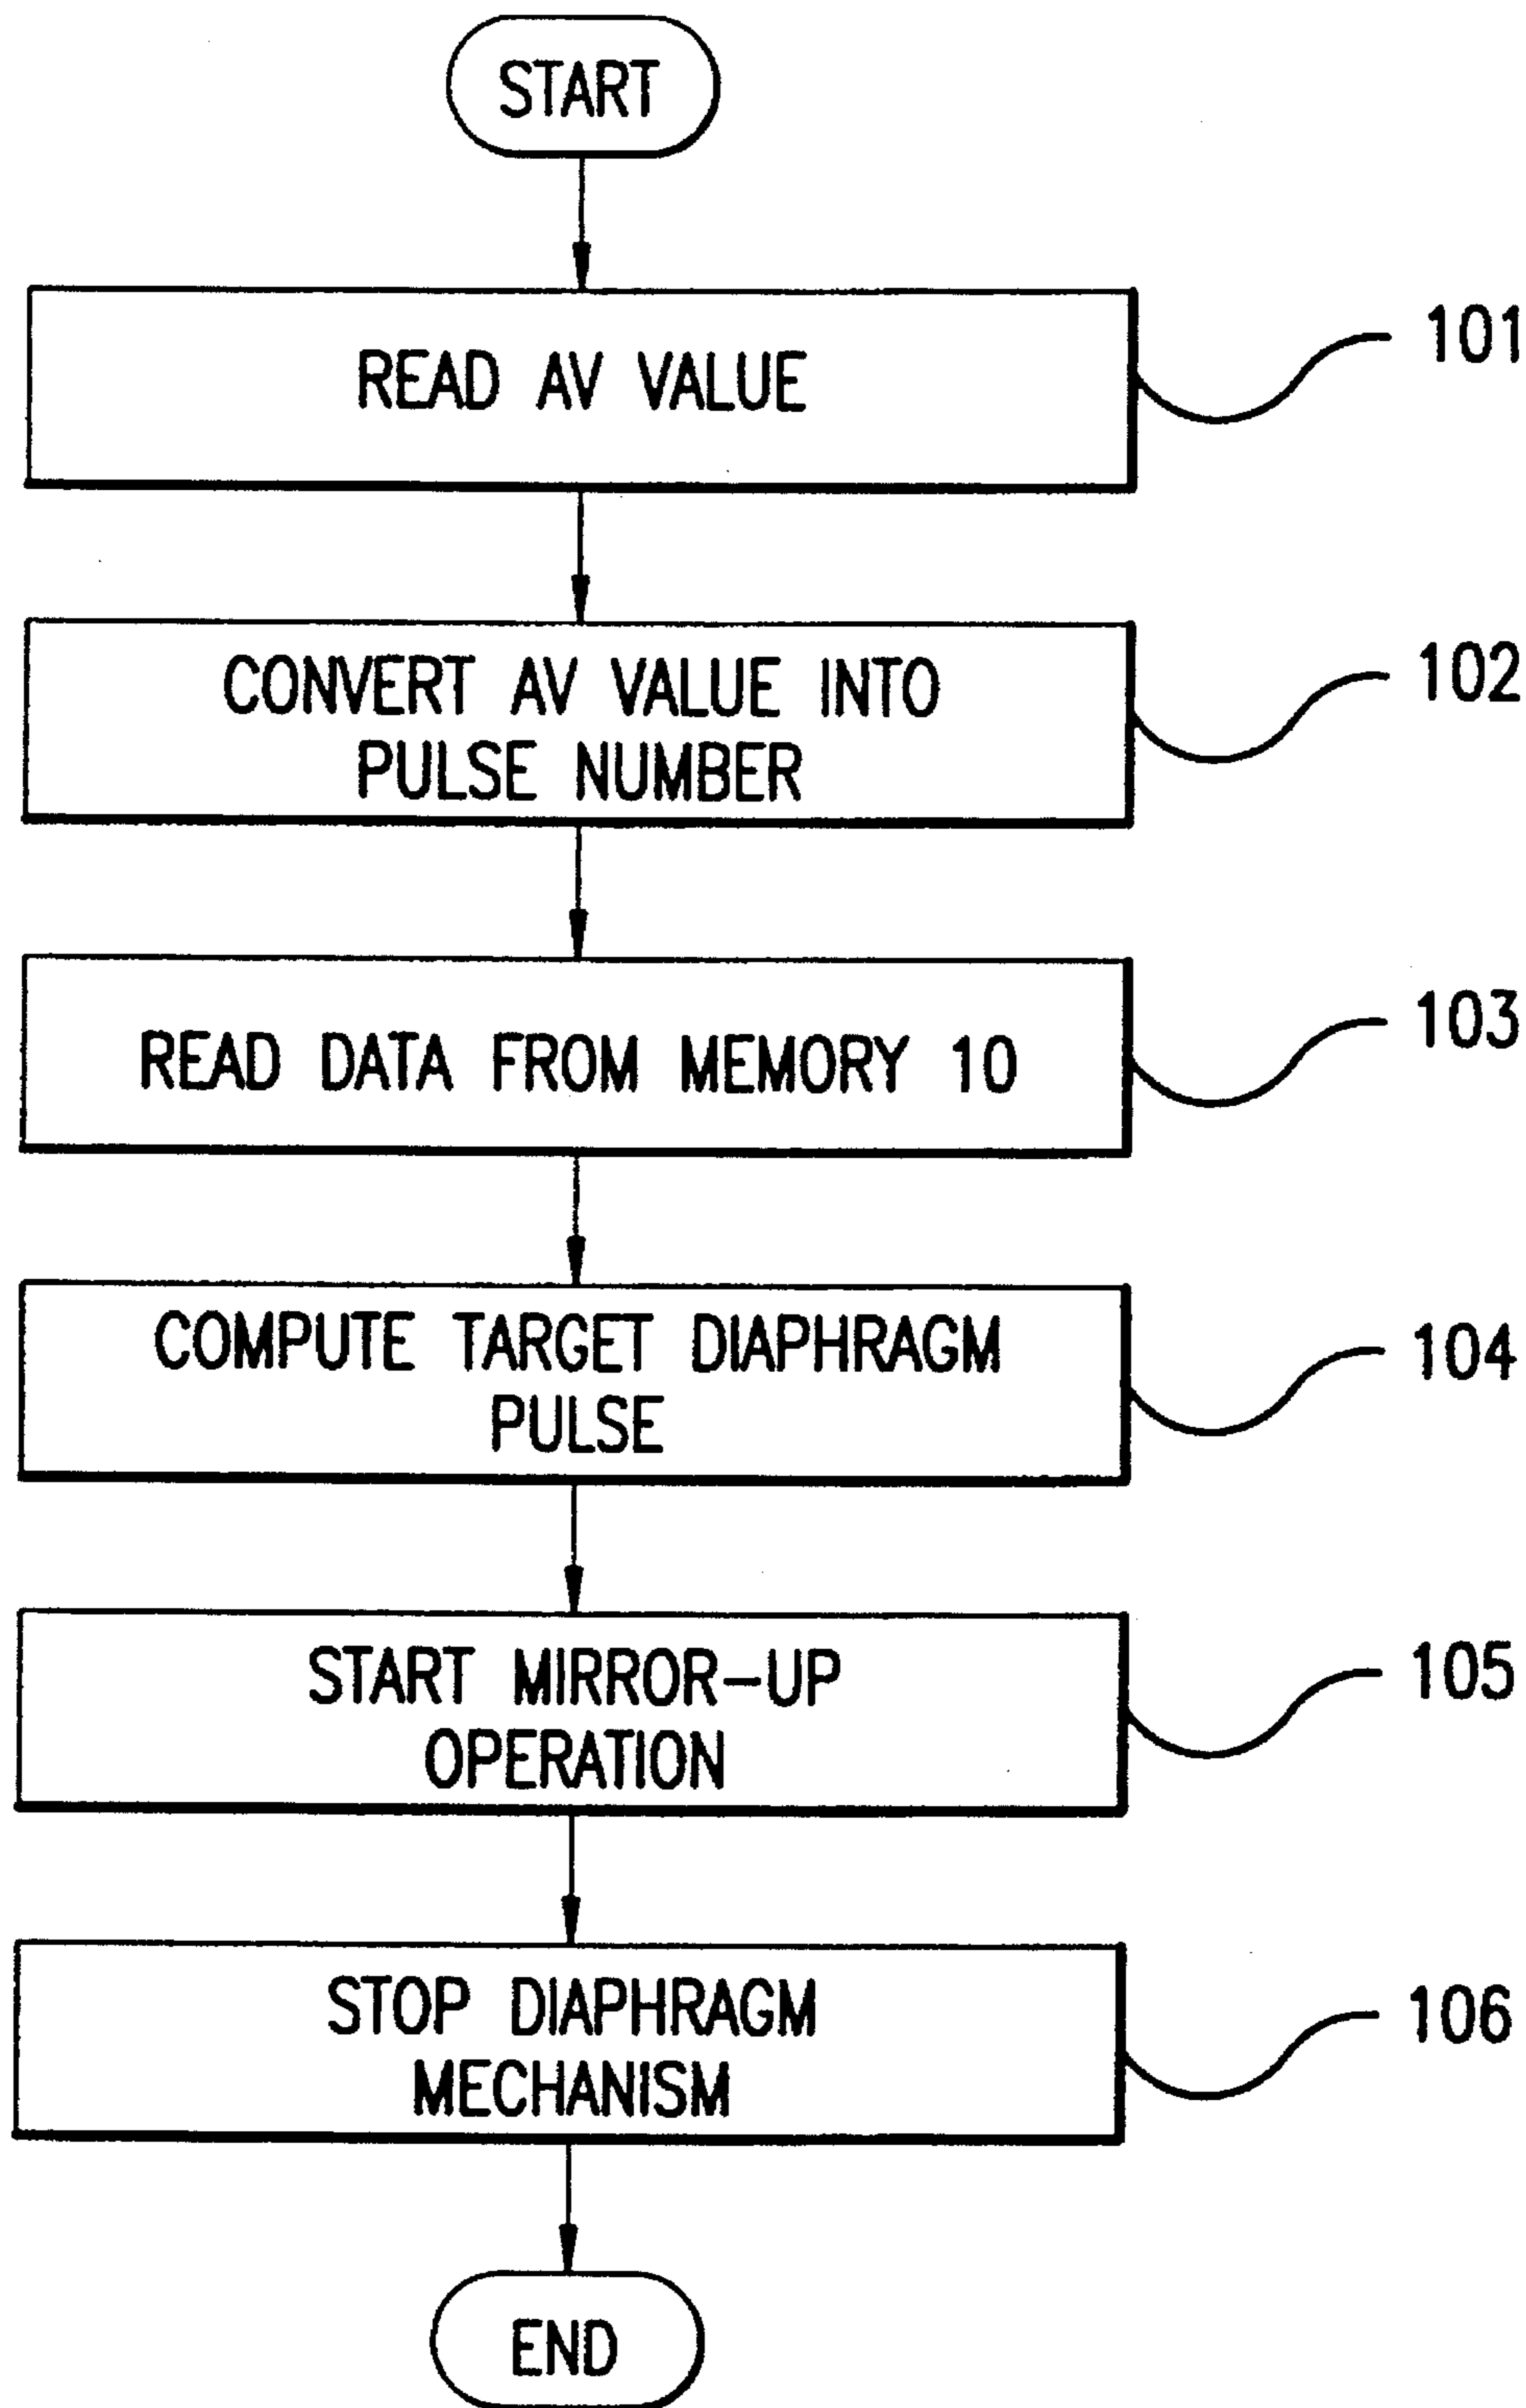 START
READ AV VALUE
101
CONVERT AV VALUE INTO
PULSE NUMBER
102
READ DATA FROM MEMORY 10
103
COMPUTE TARGET DIAPHRAGM
PULSE
104
START MIRROR-UP
OPERATION
105
STOP DIAPHRAGM
MECHANISM
106
END